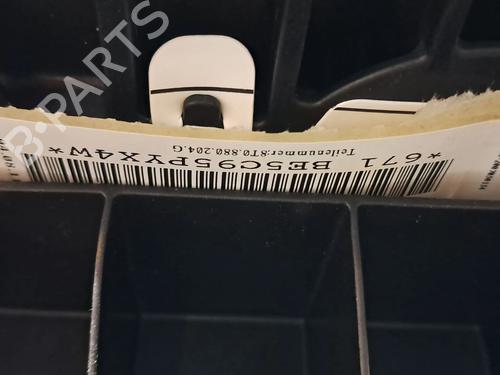 B-PARTS
Teilenummer:8T0.880.204.G
*671 BE5C95PYX4W*